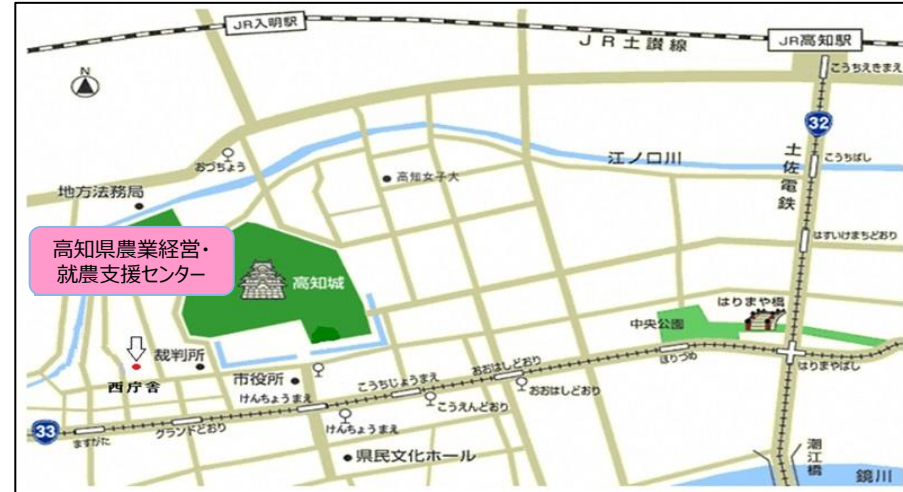 JR入明駅
JR土讃線
JR高知駅
こうちえきまえ
N
32
土佐電鉄
こうちばし
江ノ口川
おづちょう
高知女子大
地方法務局
はすいけまちどおり
高知県農業経営・
就農支援センター
高知城
はりまや橋
中央公園
ほりづめ
はりまやばし
裁判所
西庁舎
市役所
けんちょうまえ
こうちじょうまえ
おおはしどおり
おおはしどおり
こうえんどおり
けんちょうまえ
33
ますがた
グランドどおり
県民文化ホール
潮江橋
鏡川